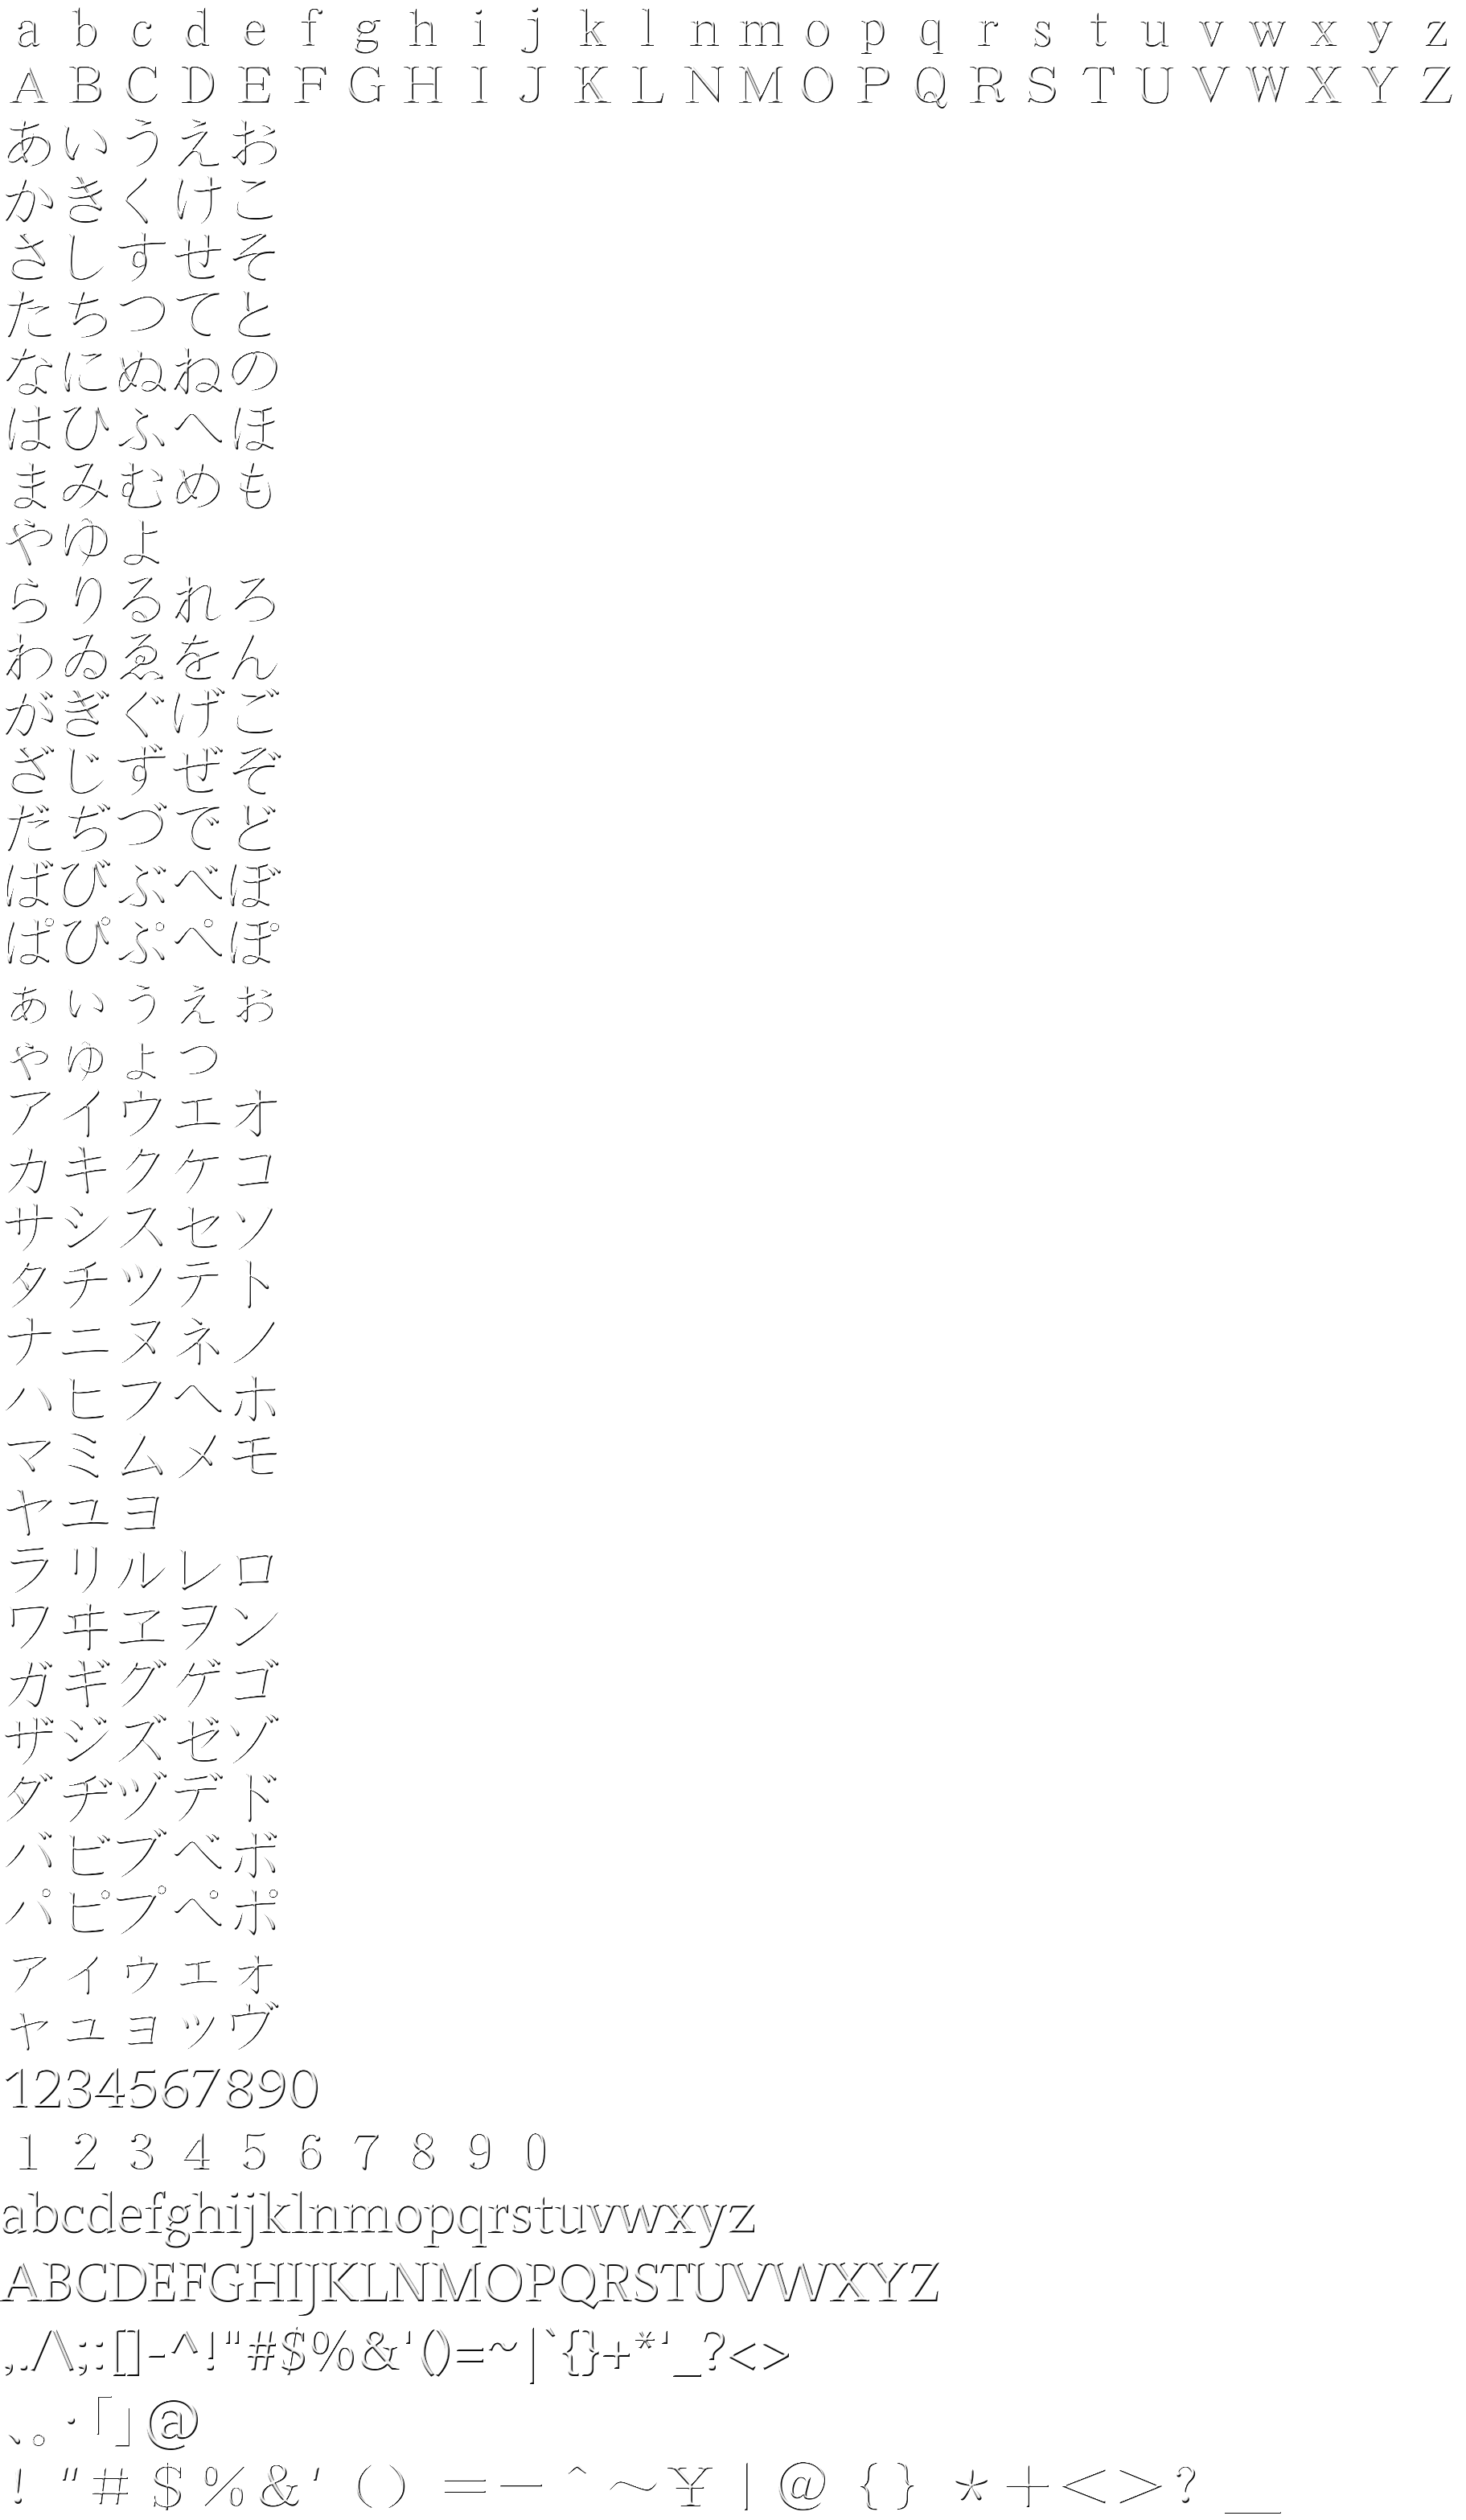 ａｂｃｄｅｆｇｈｉｊｋｌｎｍｏｐｑｒｓｔｕｖｗｘｙｚ
ＡＢＣＤＥＦＧＨＩＪＫＬＮＭＯＰＱＲＳＴＵＶＷＸＹＺ
あいうえお
かきくけこ
さしすせそ
たちつてと
なにぬねの
はひふへほ
まみむめも
やゆよ
らりるれろ
わゐゑをん
がぎぐげご
ざじずぜぞ
だぢづでど
ばびぶべぼ
ぱぴぷぺぽ
ぁぃぅぇぉ
ゃゅょっ
アイウエオ
カキクケコ
サシスセソ
タチツテト
ナニヌネノ
ハヒフヘホ
マミムメモ
ヤユヨ
ラリルレロ
ワヰヱヲン
ガギグゲゴ
ザジズゼゾ
ダヂヅデド
バビブベボ
パピプペポ
ァィゥェォ
ャュョッヴ
1234567890
１２３４５６７８９０
abcdefghijklnmopqrstuvwxyz
ABCDEFGHIJKLNMOPQRSTUVWXYZ
,./\;:[]-^!"#$%&'()=~|`{}+*'_?<>
、。・「」@
！＂＃＄％＆＇（）＝－＾～￥｜＠｛｝＊＋＜＞？＿